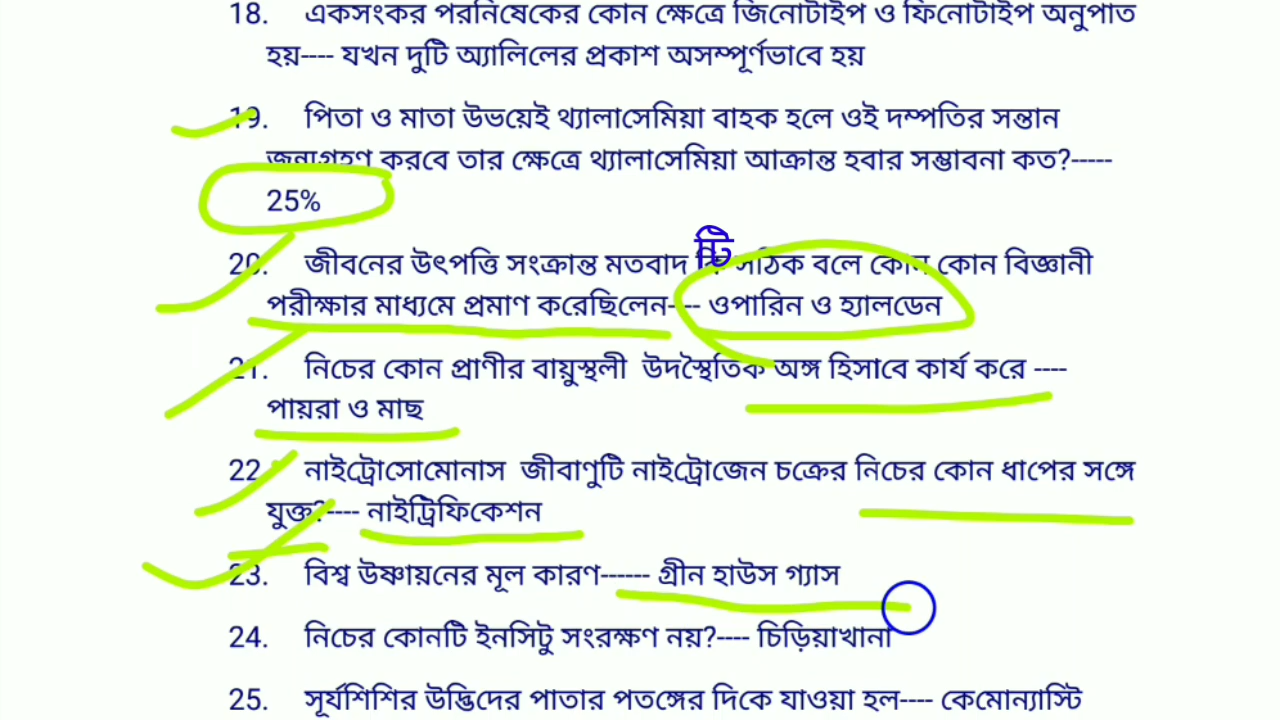 18. একসংকর পরনিষেকের কোন ক্ষেত্রে জিনোটাইপ ও ফিনোটাইপ অনুপাত
হয়---- যখন দুটি অ্যালিলের প্রকাশ অসম্পূর্ণভাবে হয়
19. পিতা ও মাতা উভয়েই থ্যালাসেমিয়া বাহক হলে ওই দম্পতির সন্তান
জন্মগ্রহণ করবে তার ক্ষেত্রে থ্যালাসেমিয়া আক্রান্ত হবার সম্ভাবনা কত?-----
25%
টি
20. জীবনের উৎপত্তি সংক্রান্ত মতবাদ কি সঠিক বলে কোন কোন বিজ্ঞানী
পরীক্ষার মাধ্যমে প্রমাণ করেছিলেন---- ওপারিন ও হ্যালডেন
21. নিচের কোন প্রাণীর বায়ুস্থলী উদস্থৈতিক অঙ্গ হিসাবে কার্য করে ----
পায়রা ও মাছ
22. নাইট্রোসোমোনাস জীবাণুটি নাইট্রোজেন চক্রের নিচের কোন ধাপের সঙ্গে
যুক্ত?---- নাইট্রিফিকেশন
23. বিশ্ব উষ্ণায়নের মূল কারণ------ গ্রীন হাউস গ্যাস
24. নিচের কোনটি ইনসিটু সংরক্ষণ নয়?---- চিড়িয়াখানা
25. সূর্যশিশির উদ্ভিদের পাতার পতঙ্গের দিকে যাওয়া হল---- কেমোন্যাস্টি